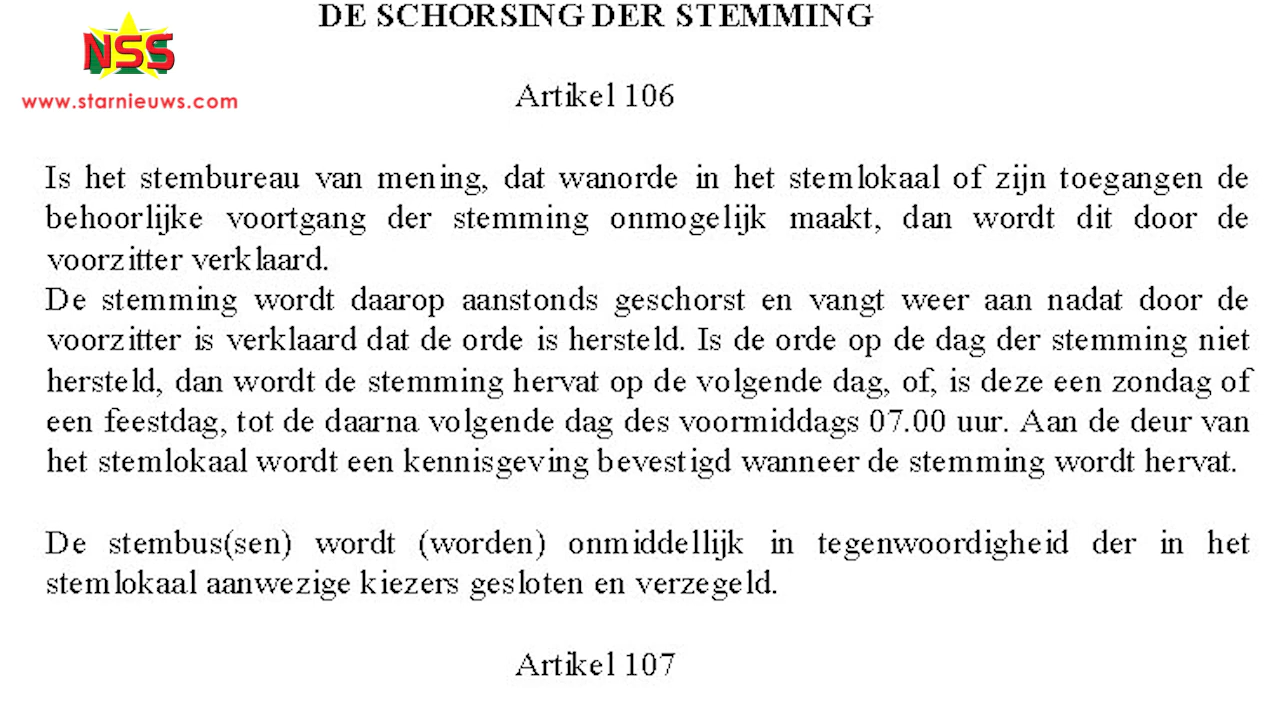 DE SCHORSING DER STEMMING
NSS
www.starnieuws.com
Artikel 106
Is het stembureau van mening, dat wanorde in het stemlokaal of zijn toegangen de
behoorlijke voortgang der stemming onmogelijk maakt, dan wordt dit door de
voorzitter verklaard.
De stemming wordt daarop aanstonds geschorst en vangt weer aan nadat door de
voorzitter is verklaard dat de orde is hersteld. Is de orde op de dag der stemming niet
hersteld, dan wordt de stemming hervat op de volgende dag, of, is deze een zondag of
een feestdag, tot de daarna volgende dag des voormiddags 07.00 uur. Aan de deur van
het stemlokaal wordt een kennisgeving bevestigd wanneer de stemming wordt hervat.
De stembus(sen) wordt (worden) onmiddellijk in tegenwoordigheid der in het
stemlokaal aanwezige kiezers gesloten en verzegeld.
Artikel 107